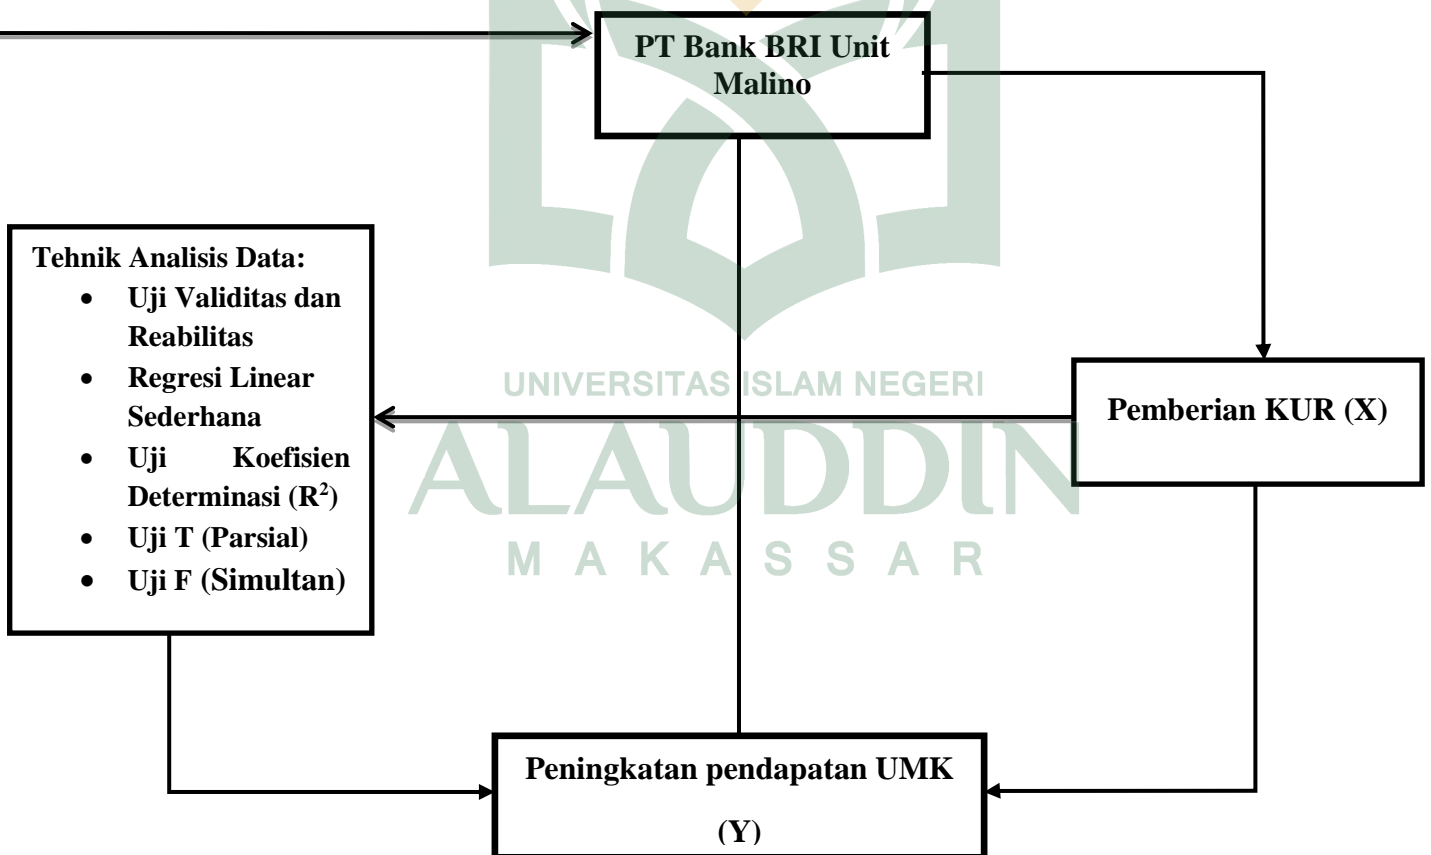 PT Bank BRI Unit
Malino
Tehnik Analisis Data:
• Uji Validitas dan
Reabilitas
• Regresi Linear
Sederhana
• Uji Koefisien
Determinasi (R²)
• Uji T (Parsial)
• Uji F (Simultan)
Pemberian KUR (X)
UNIVERSITAS ISLAM NEGERI
ALAUDDIN
MAKASSAR
Peningkatan pendapatan UMK
(Y)